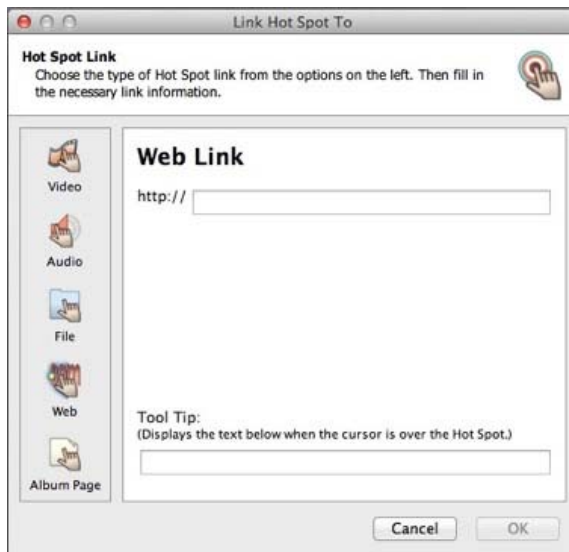 Link Hot Spot To
Hot Spot Link
Choose the type of Hot Spot link from the options on the left. Then fill in
the necessary link information.
Video
Audio
File
Web
Album Page
Web Link
http://
Tool Tip:
(Displays the text below when the cursor is over the Hot Spot.)
Cancel
OK